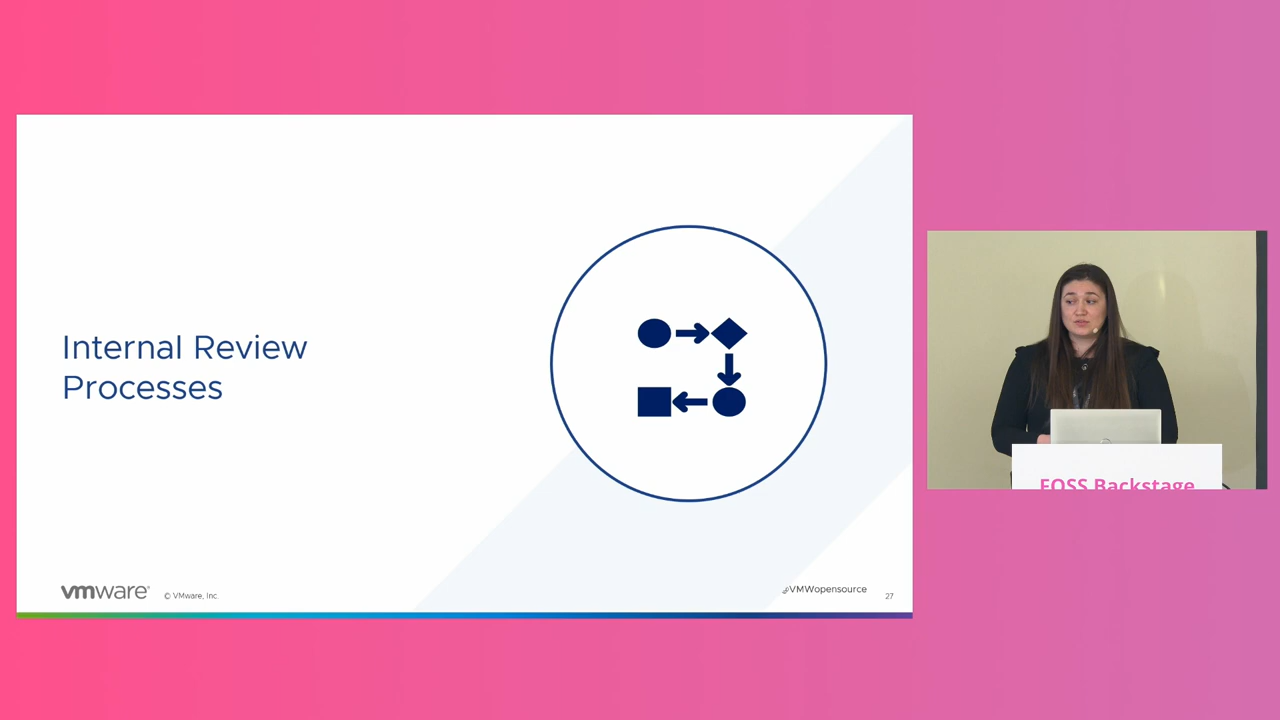 Internal Review
Processes
vmware
© VMware, Inc.
@VMWopensource
27
FOSS Backstage